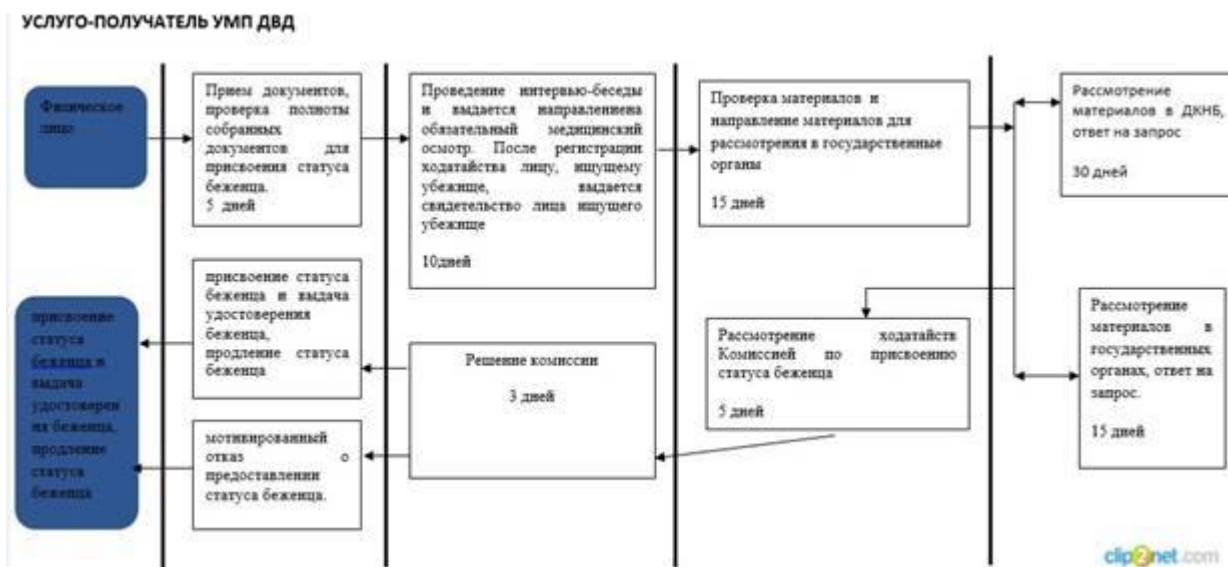 УСЛУГО-ПОЛУЧАТЕЛЬ УМП ДВД
Физическое
лицо
Прием документов,
проверка полноты
собранных
документов для
присвоения статуса
беженца.
5 дней
Проведение интервью-беседы
и выдается направлениена
обязательный медицинский
осмотр. После регистрации
ходатайства лицу, ищущему
убежище, выдается
свидетельство лица ищущего
убежище
10дней
Проверка материалов и
направление материалов для
рассмотрения в государственные
органы
15 дней
Рассмотрение
материалов в ДКНБ,
ответ на запрос
30 дней
присвоение
статуса
беженца и
выдача
удостоверен
ия беженца,
продление
статуса
беженца
присвоение статуса
беженца и выдача
удостоверения
беженца,
продление статуса
беженца
мотивированный
отказ о
предоставлении
статуса беженца.
Решение комиссии
3 дней
Рассмотрение ходатайств
Комиссией по присвоению
статуса беженца
5 дней
Рассмотрение
материалов в
государственных
органах, ответ на
запрос.
15 дней
clip2net.com